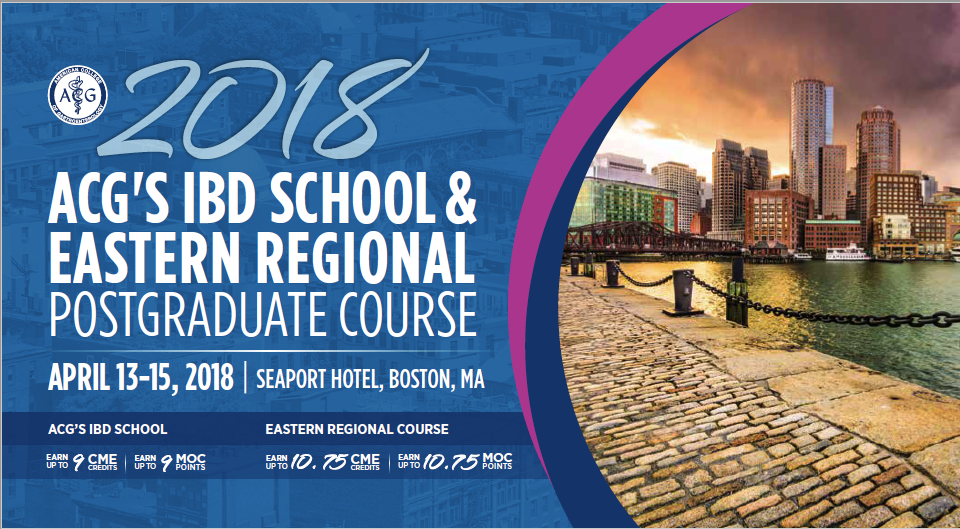 AMERICAN COLLEGE
ACG
OF GASTROENTEROLOGY
2018
ACG'S IBD SCHOOL &
EASTERN REGIONAL
POSTGRADUATE COURSE
APRIL 13-15, 2018 | SEAPORT HOTEL, BOSTON, MA
ACG'S IBD SCHOOL
EARN UP TO 9 CME CREDITS | EARN UP TO 9 MOC POINTS
EASTERN REGIONAL COURSE
EARN UP TO 10.75 CME CREDITS | EARN UP TO 10.75 MOC POINTS